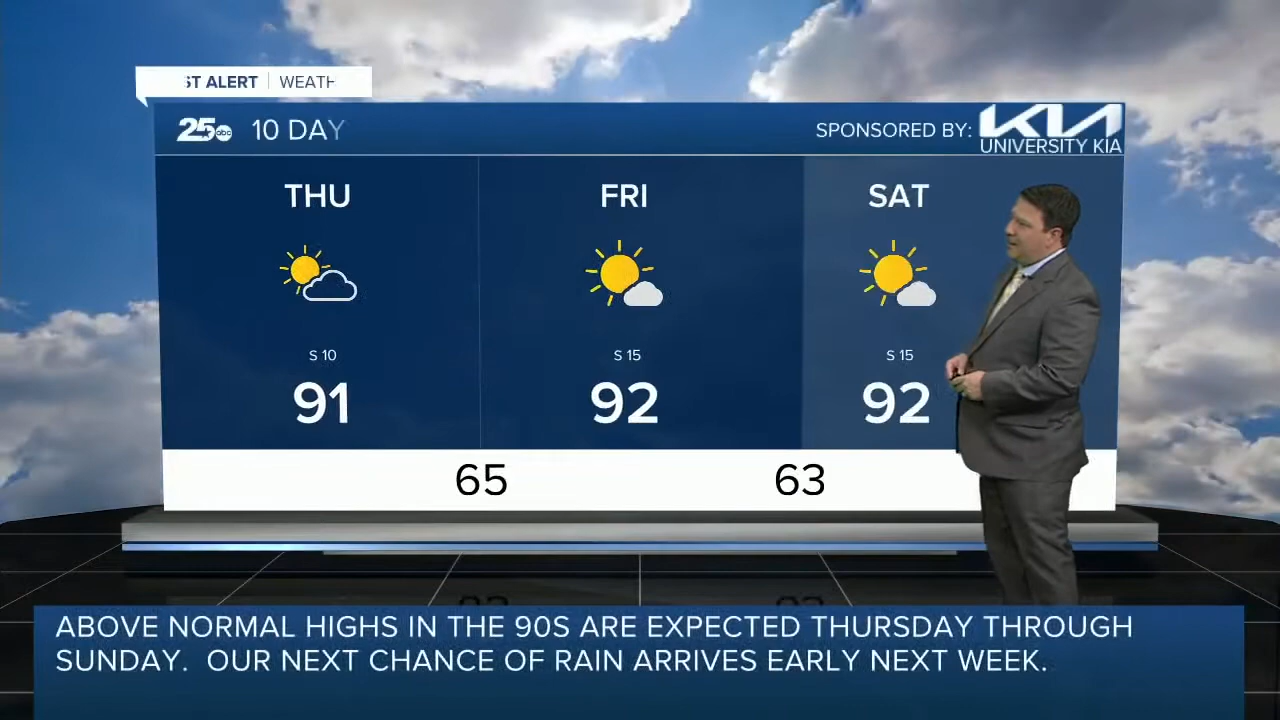 ST ALERT WEATH
25 abc 10 DAY
SPONSORED BY: KIA
UNIVERSITY KIA
THU FRI SAT
S 10 S 15 S 15
91 92 92
65 63
ABOVE NORMAL HIGHS IN THE 90S ARE EXPECTED THURSDAY THROUGH
SUNDAY. OUR NEXT CHANCE OF RAIN ARRIVES EARLY NEXT WEEK.